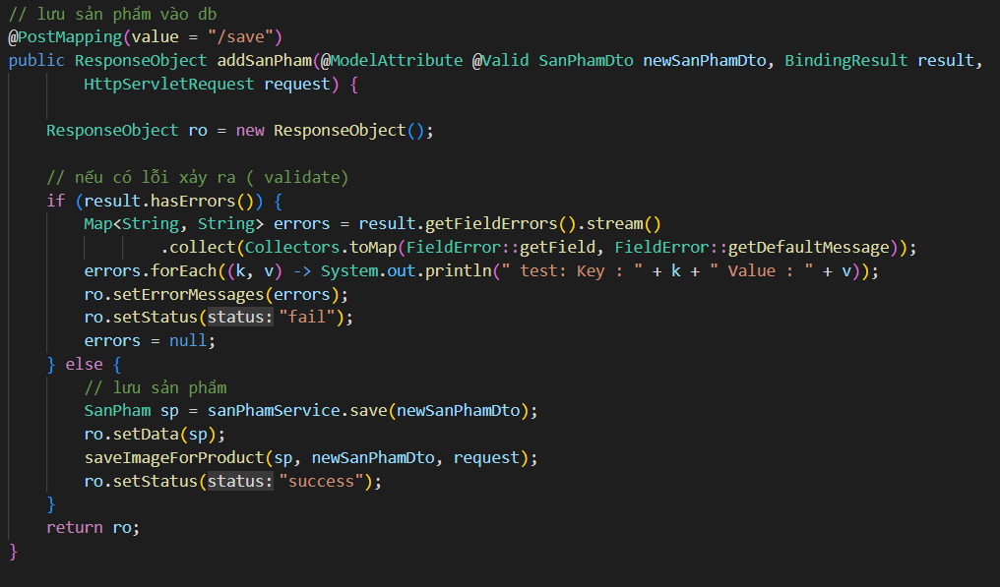 // lưu sản phẩm vào db
@PostMapping(value = "/save")
public ResponseObject addSanPham(@ModelAttribute @Valid SanPhamDto newSanPhamDto, BindingResult result,
HttpServletRequest request) {
ResponseObject ro = new ResponseObject();
// nếu có lỗi xảy ra ( validate)
if (result.hasErrors()) {
Map<String, String> errors = result.getFieldErrors().stream()
.collect(Collectors.toMap(FieldError::getField, FieldError::getDefaultMessage));
errors.forEach((k, v) -> System.out.println(" test: Key : " + k + " Value : " + v));
ro.setErrorMessages(errors);
ro.setStatus(status: "fail");
errors = null;
} else {
// lưu sản phẩm
SanPham sp = sanPhamService.save(newSanPhamDto);
ro.setData(sp);
saveImageForProduct(sp, newSanPhamDto, request);
ro.setStatus(status: "success");
}
return ro;
}